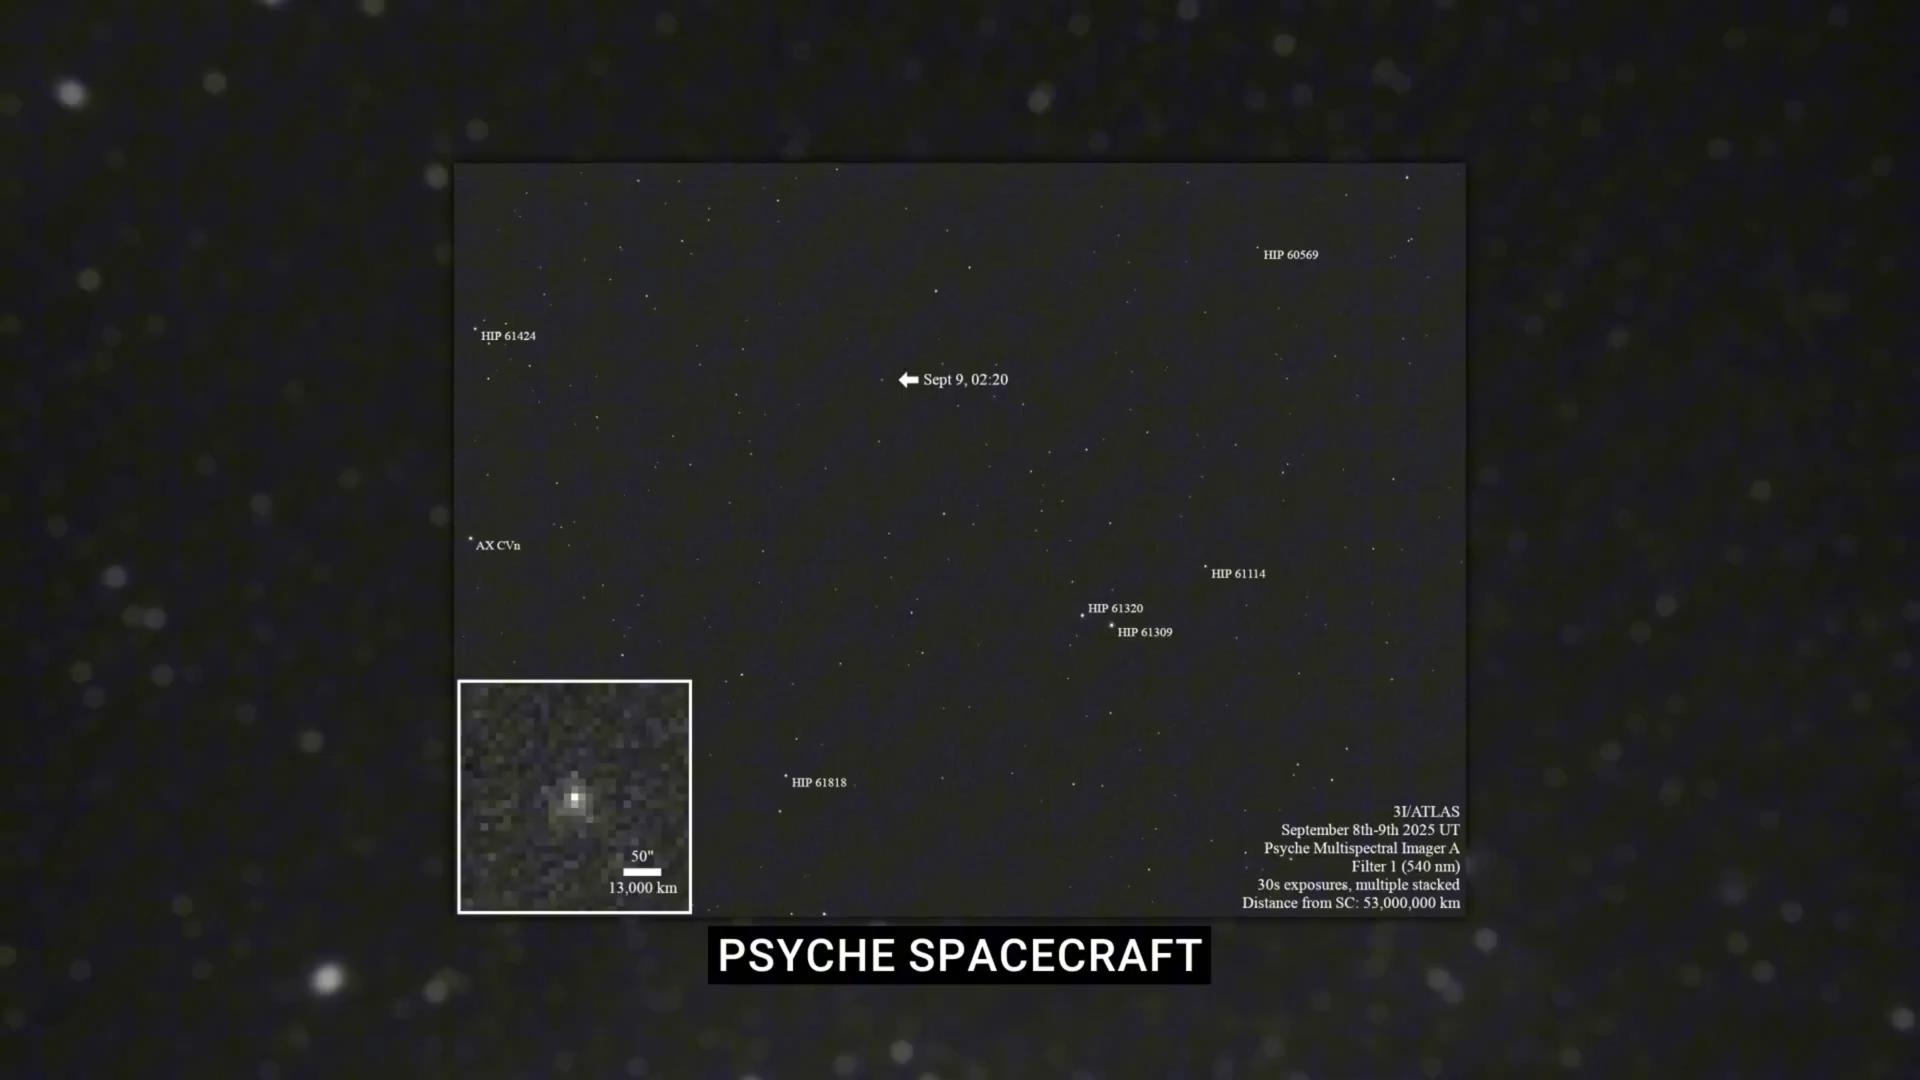 HIP 60569
HIP 61424
Sept 9, 02:20
AX CVn
HIP 61114
HIP 61320
HIP 61309
HIP 61818
50"
13,000 km
3I/ATLAS
September 8th-9th 2025 UT
Psyche Multispectral Imager A
Filter 1 (540 nm)
30s exposures, multiple stacked
Distance from SC: 53,000,000 km
PSYCHE SPACECRAFT